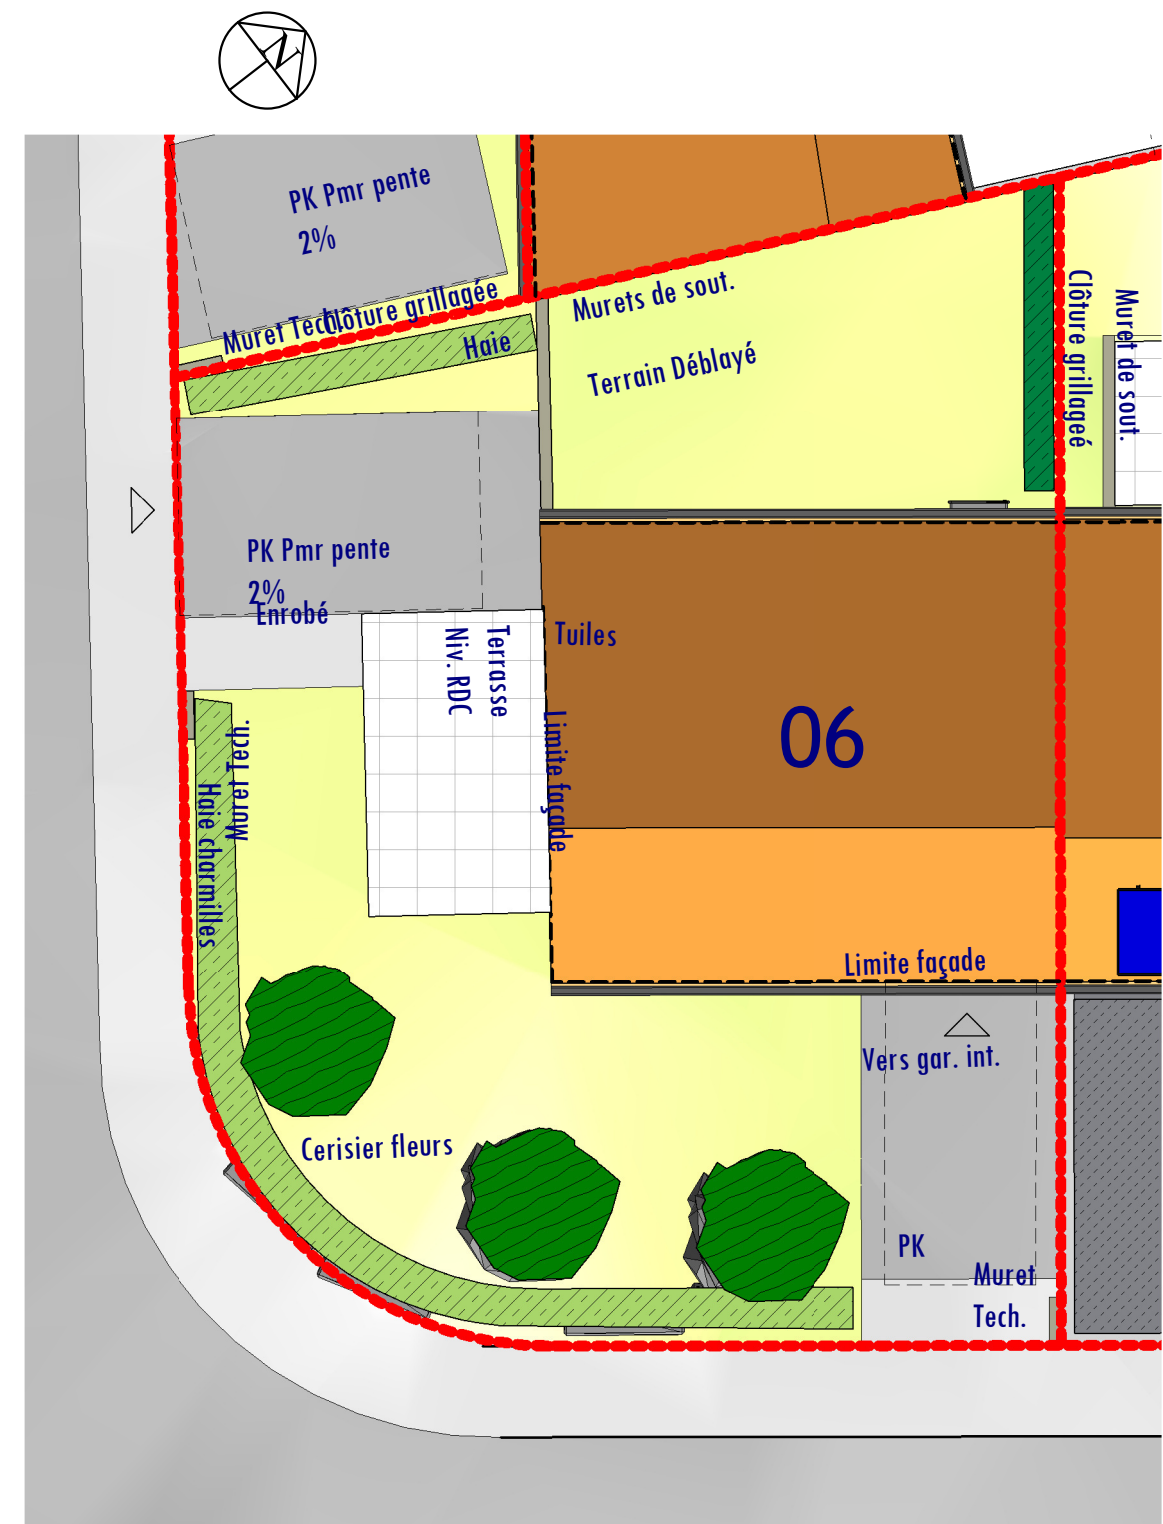 N
PK Pmr pente
2%
Clôture grillagée
Muret Tech.
Haie
Murets de sout.
Terrain Déblayé
Clôture grillageé
Muret de sout.
PK Pmr pente
2%
Enrobé
Terrasse
Niv. RDC
Tuiles
06
Limite façade
Muret Tech.
Haie charmilles
Limite façade
Vers gar. int.
Cerisier fleurs
PK
Muret
Tech.